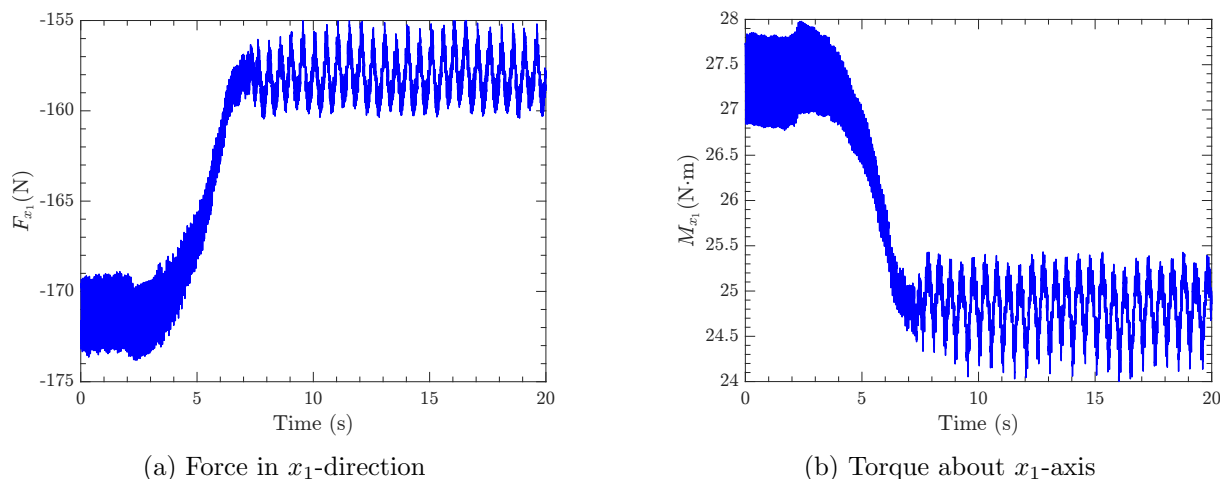 -155
-160
-165
-170
-175
F_{x_1}(N)
0 5 10 15 20
Time (s)
(a) Force in x_1-direction
28
27.5
27
26.5
26
25.5
25
24.5
24
M_{x_1}(N·m)
0 5 10 15 20
Time (s)
(b) Torque about x_1-axis